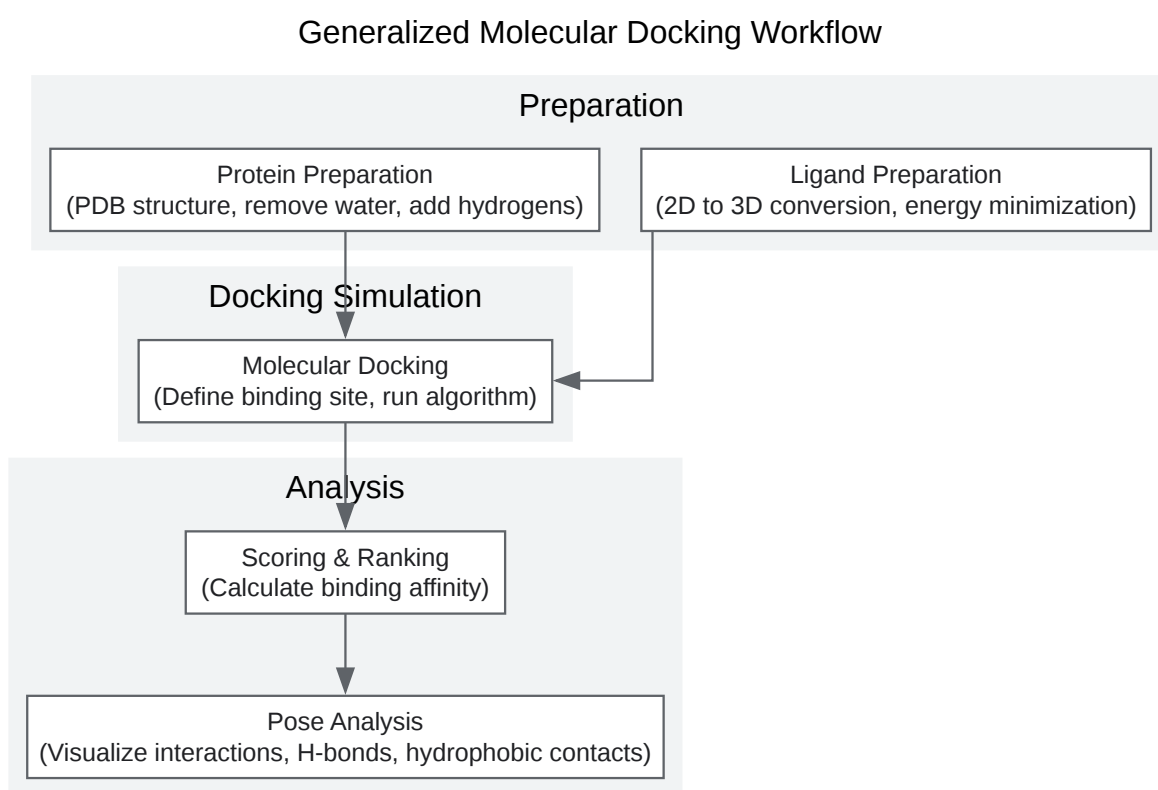 Generalized Molecular Docking Workflow
Preparation
Protein Preparation
(PDB structure, remove water, add hydrogens)
Ligand Preparation
(2D to 3D conversion, energy minimization)
Docking Simulation
Molecular Docking
(Define binding site, run algorithm)
Analysis
Scoring & Ranking
(Calculate binding affinity)
Pose Analysis
(Visualize interactions, H-bonds, hydrophobic contacts)